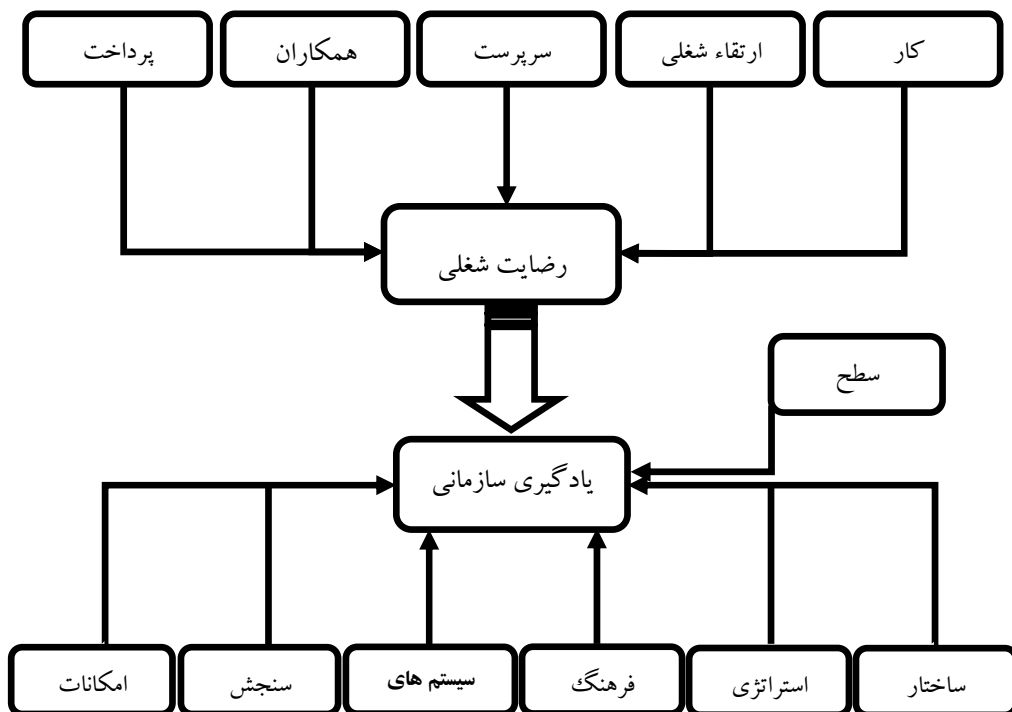 کار
ارتقاء شغلی
سرپرست
همکاران
پرداخت
رضایت شغلی
سطح
یادگیری سازمانی
ساختار
استراتژی
فرهنگ
سیستم های
سنجش
امکانات